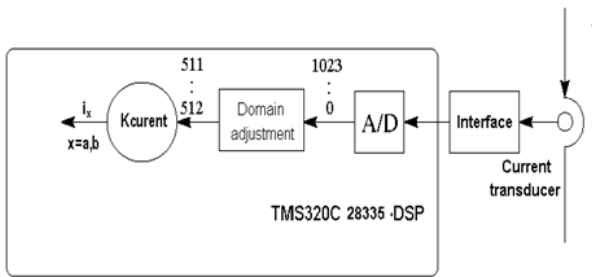 511
⋮
512
1023
⋮
0
iₓ
x=a,b
Kcurent
Domain
adjustment
A/D
Interface
Current
transducer
TMS320C 28335 -DSP